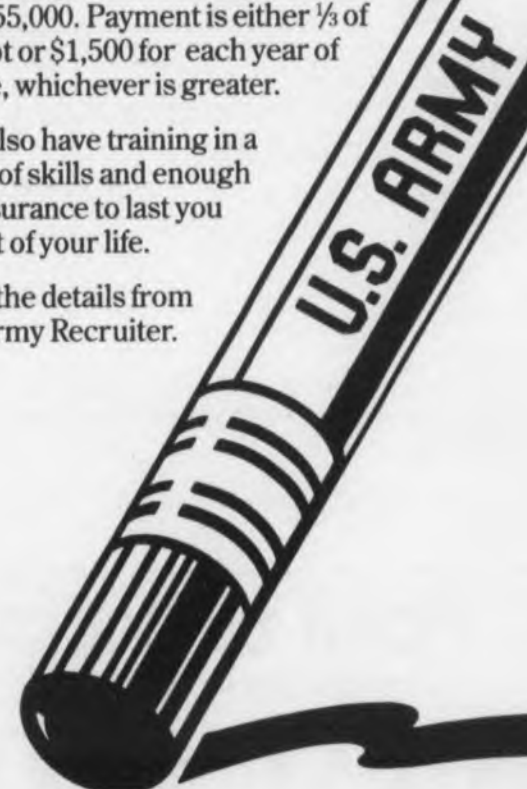 55,000. Payment is either ⅓ of
or $1,500 for each year of
, whichever is greater.
lso have training in a
of skills and enough
surance to last you
t of your life.
the details from
rmy Recruiter.
U.S. ARMY